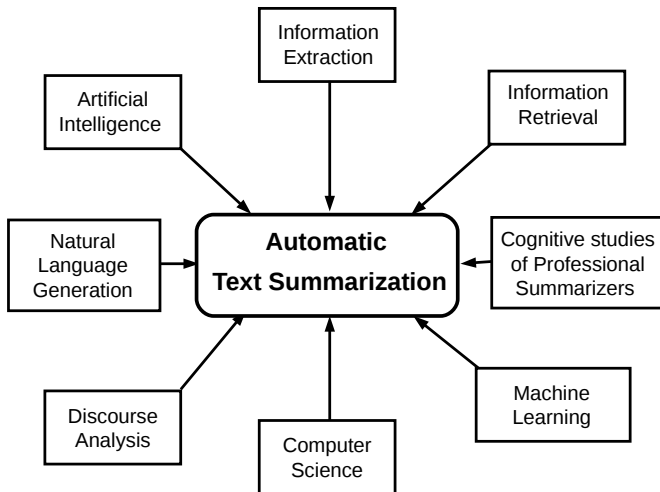 Information
Extraction
Artificial
Intelligence
Information
Retrieval
Natural
Language
Generation
Automatic
Text Summarization
Cognitive studies
of Professional
Summarizers
Discourse
Analysis
Computer
Science
Machine
Learning